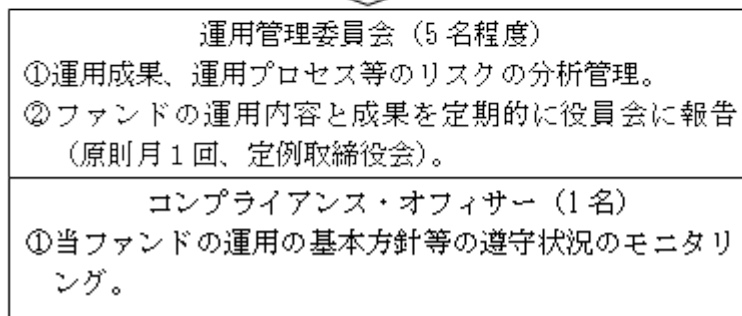 運用管理委員会（5名程度）
①運用成果、運用プロセス等のリスクの分析管理。
②ファンドの運用内容と成果を定期的に役員会に報告
（原則月1回、定例取締役会）。
コンプライアンス・オフィサー（1名）
①当ファンドの運用の基本方針等の遵守状況のモニタリ
ング。